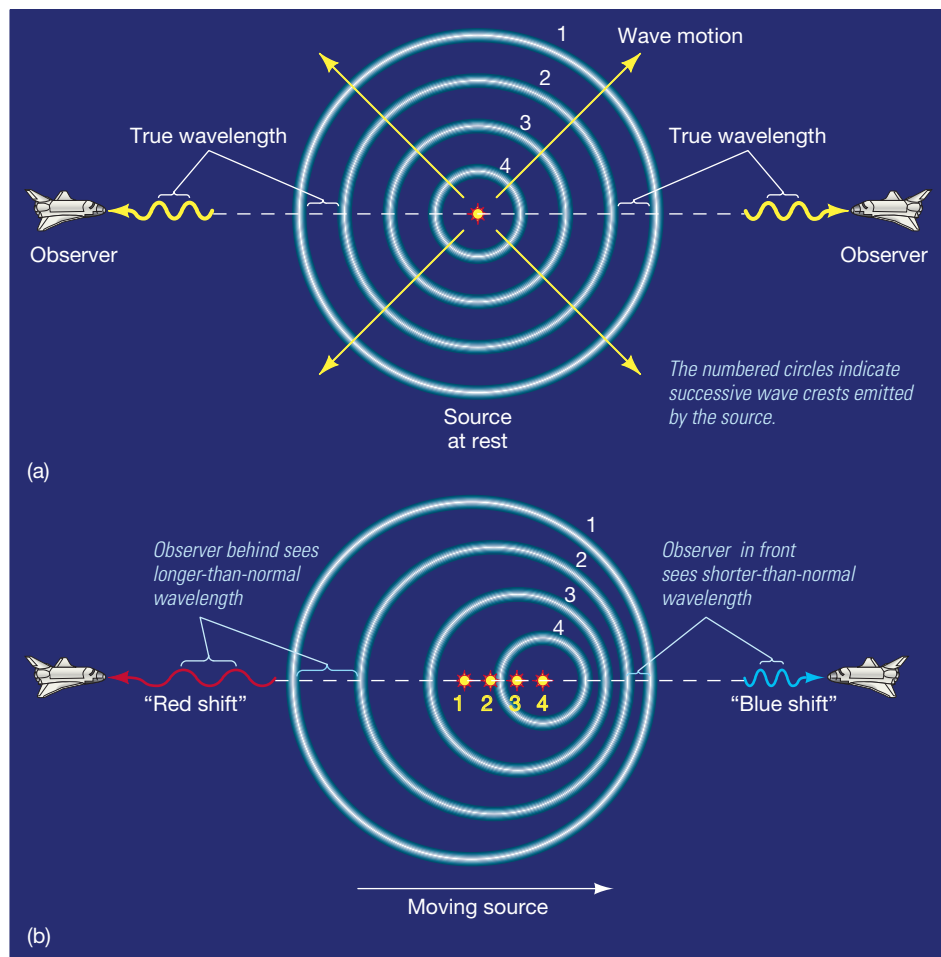 1
Wave motion
2
3
4
True wavelength
True wavelength
Observer
Observer
The numbered circles indicate
successive wave crests emitted
by the source.
Source
at rest
(a)
1
2
3
4
Observer behind sees
longer-than-normal
wavelength
Observer in front
sees shorter-than-normal
wavelength
“Red shift”
1 2 3 4
“Blue shift”
Moving source
(b)